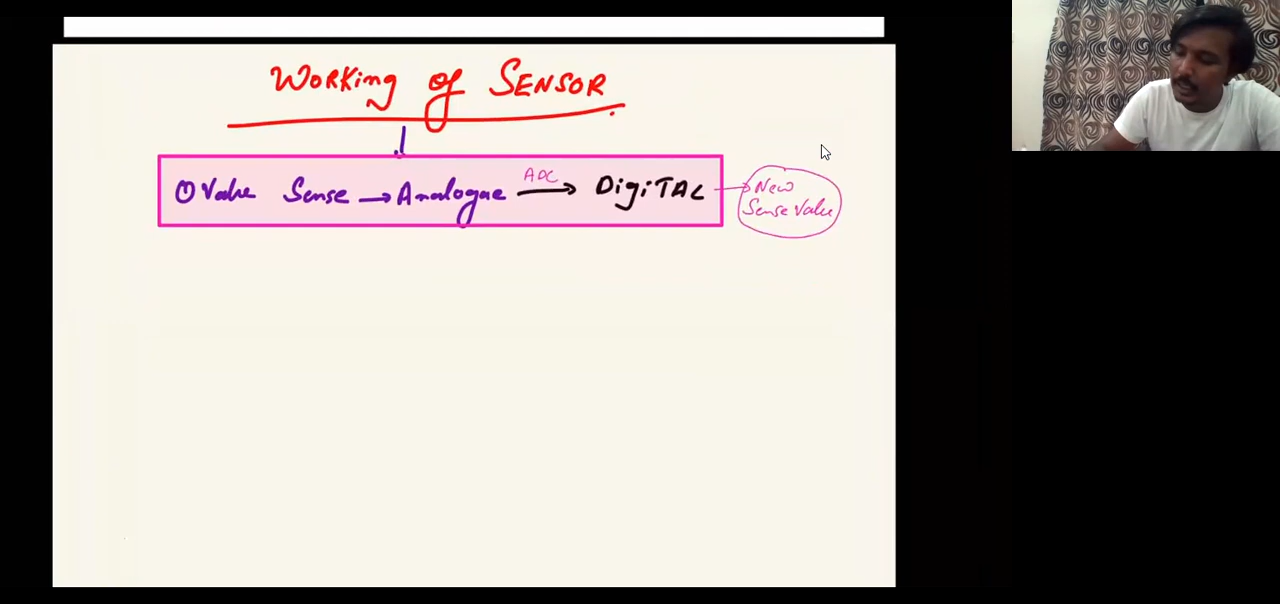 Working of SENSOR
① Value Sense → Analogue ADC → DigiTAL → New
Sense Value